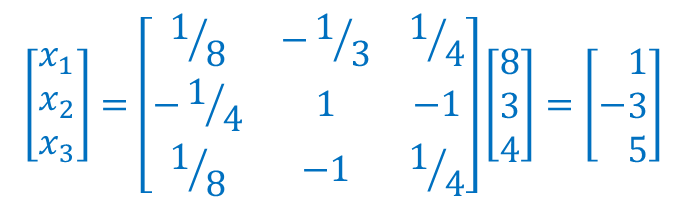 [x₁ x₂ x₃] = [1/8 −1/3 1/4; −1/4 1 −1; 1/8 −1 1/4] [8 3 4] = [1 −3 5]